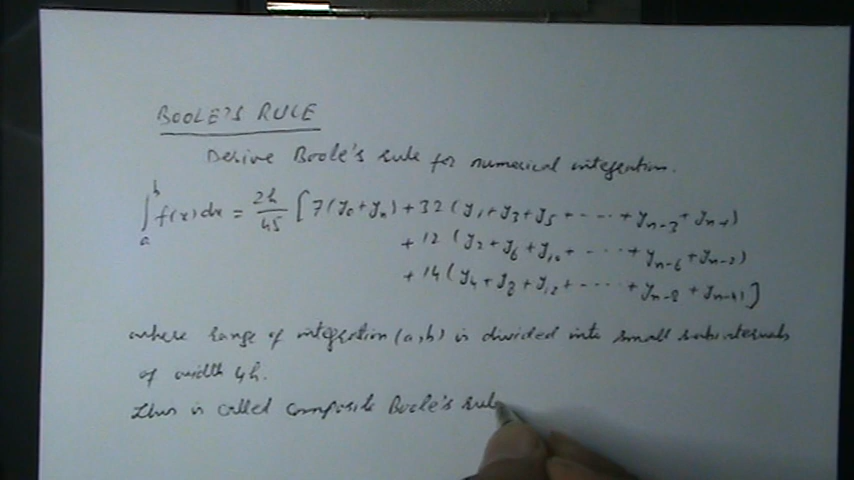 BOOLE'S RULE
Derive Boole's rule for numerical integration.
∫ₐᵇ f(x)dx = 2h/45 [7(y₀+yₙ) + 32(y₁+y₃+y₅+-----+yₙ₋₃+yₙ₋₁)
+ 12(y₂+y₆+y₁₀+-----+yₙ₋₆+yₙ₋₂)
+ 14(y₄+y₈+y₁₂+-----+yₙ₋₈+yₙ₋₄)]
where range of integration (a,b) is divided into small subintervals
of width 4h.
This is called composite Boole's rule